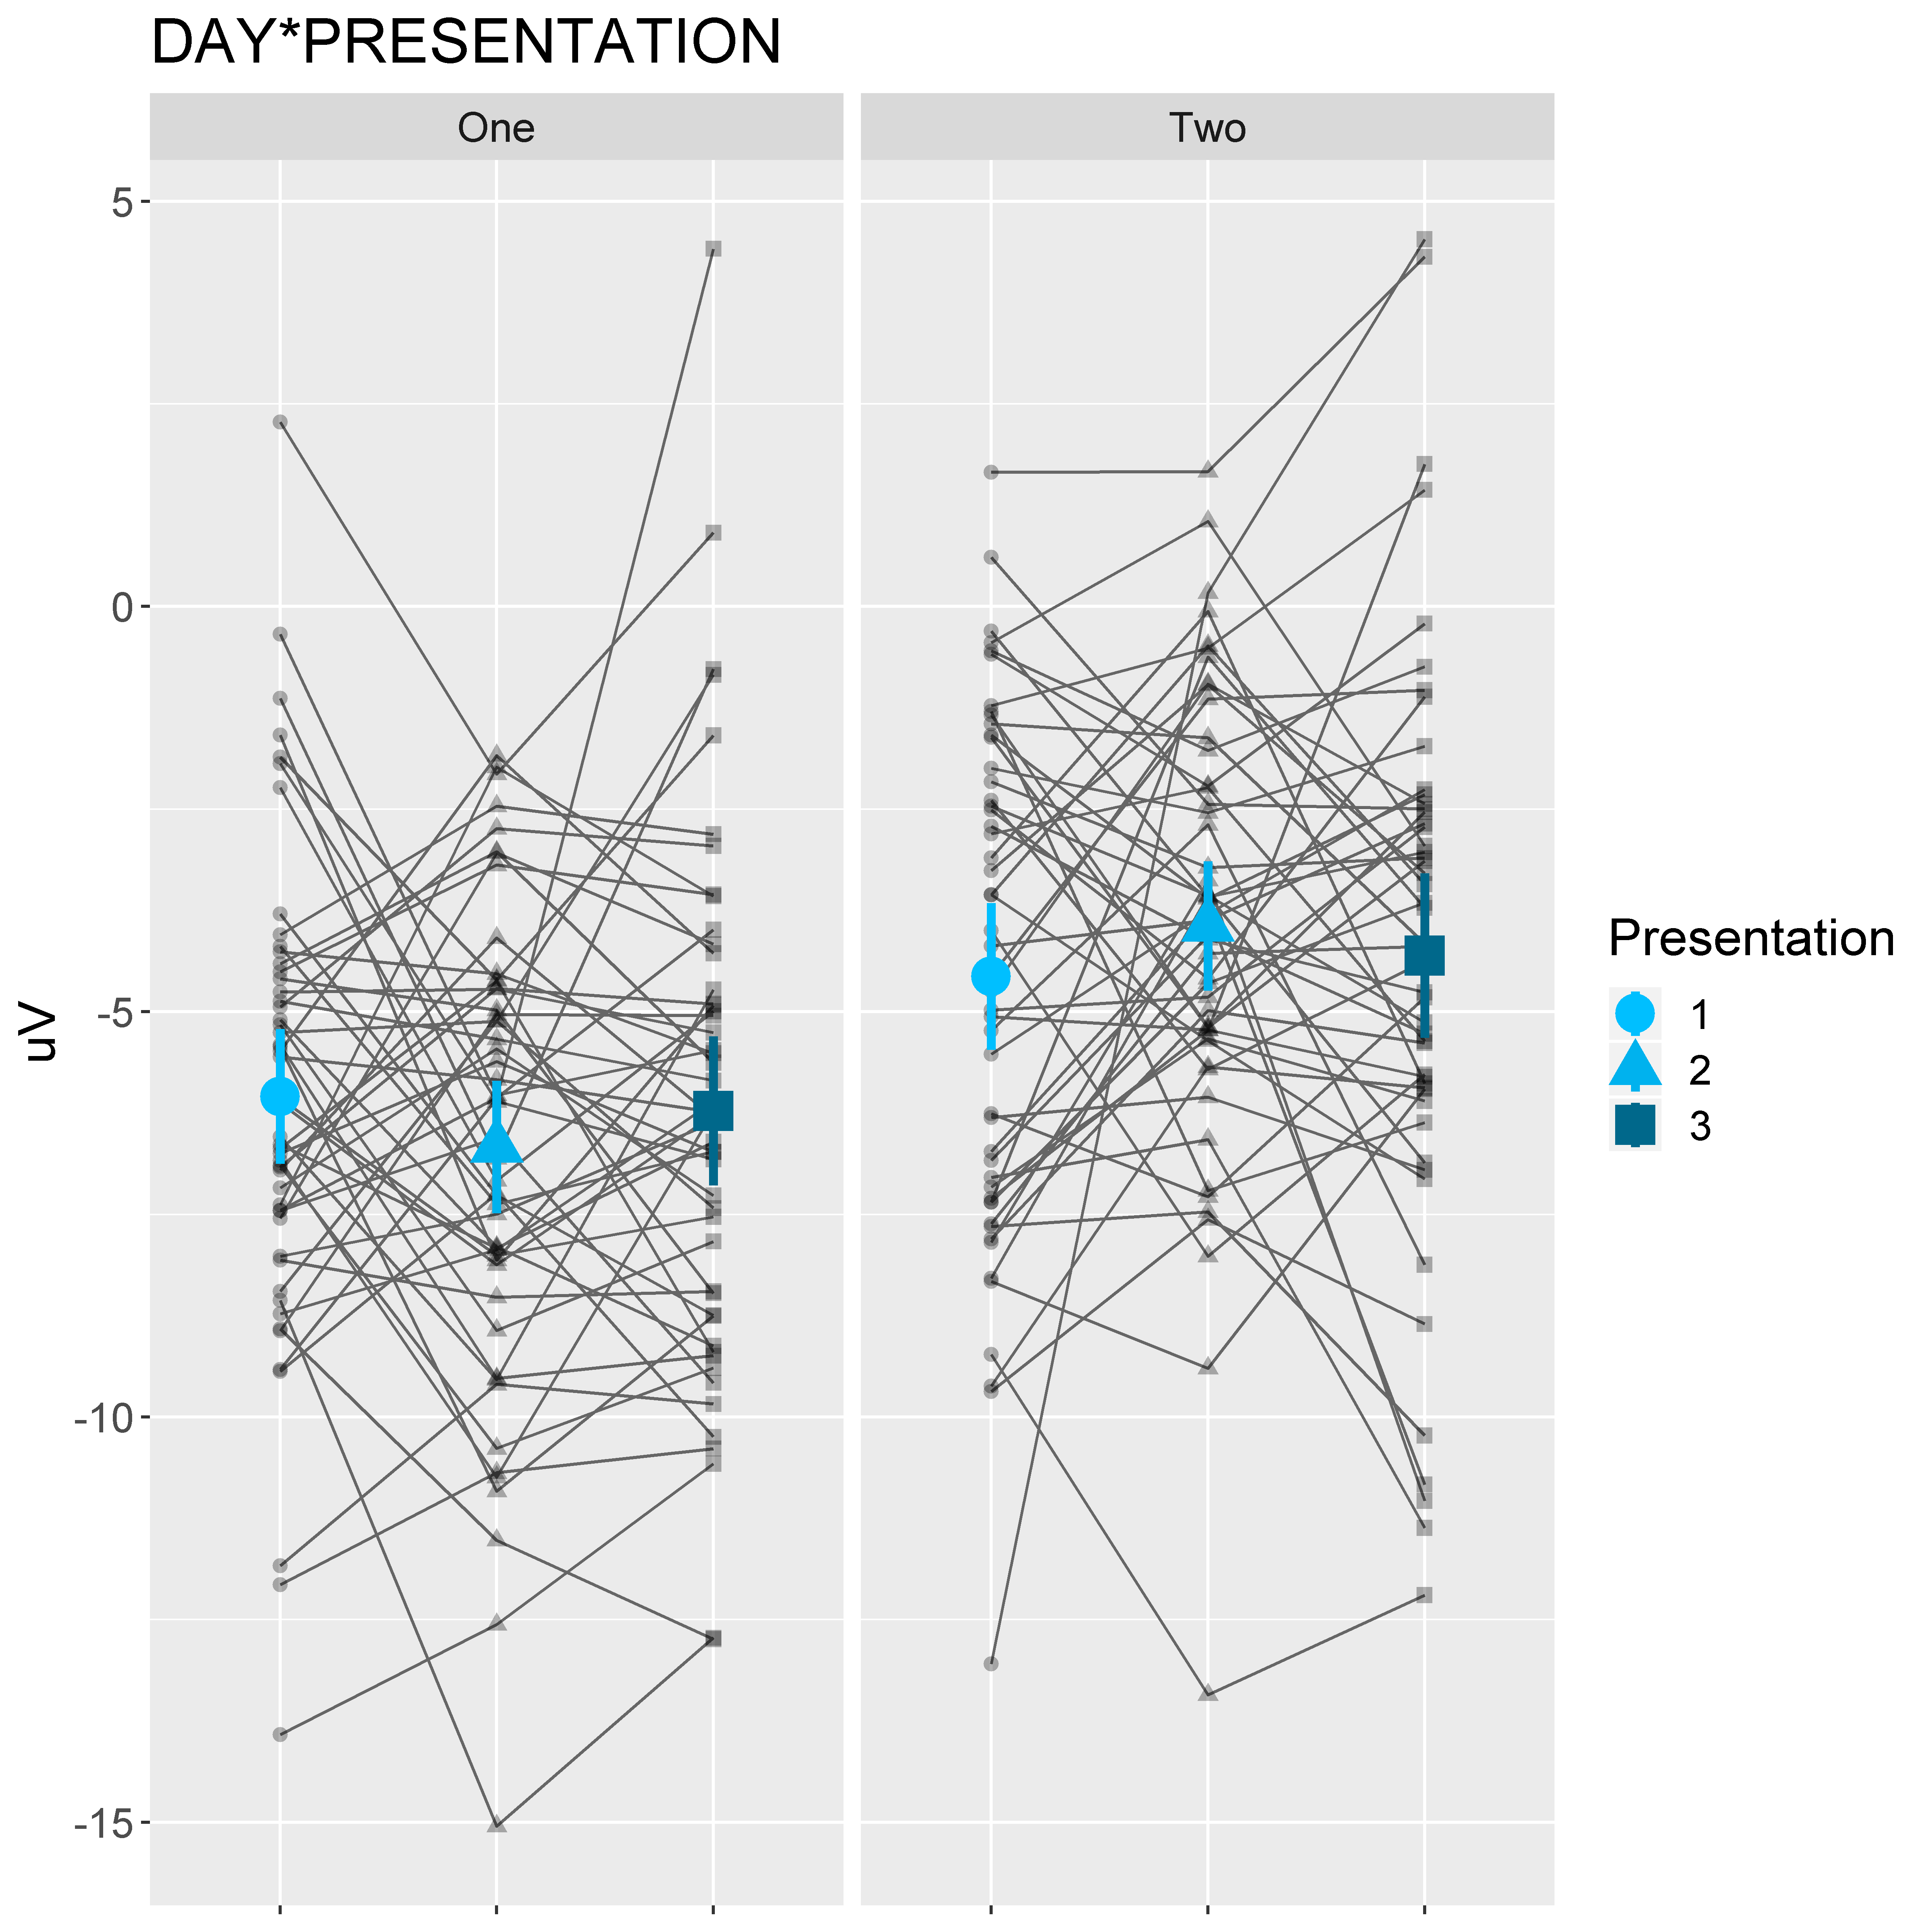 DAY*PRESENTATION
One
Two
5
0
-5
-10
-15
uV
Presentation
1
2
3